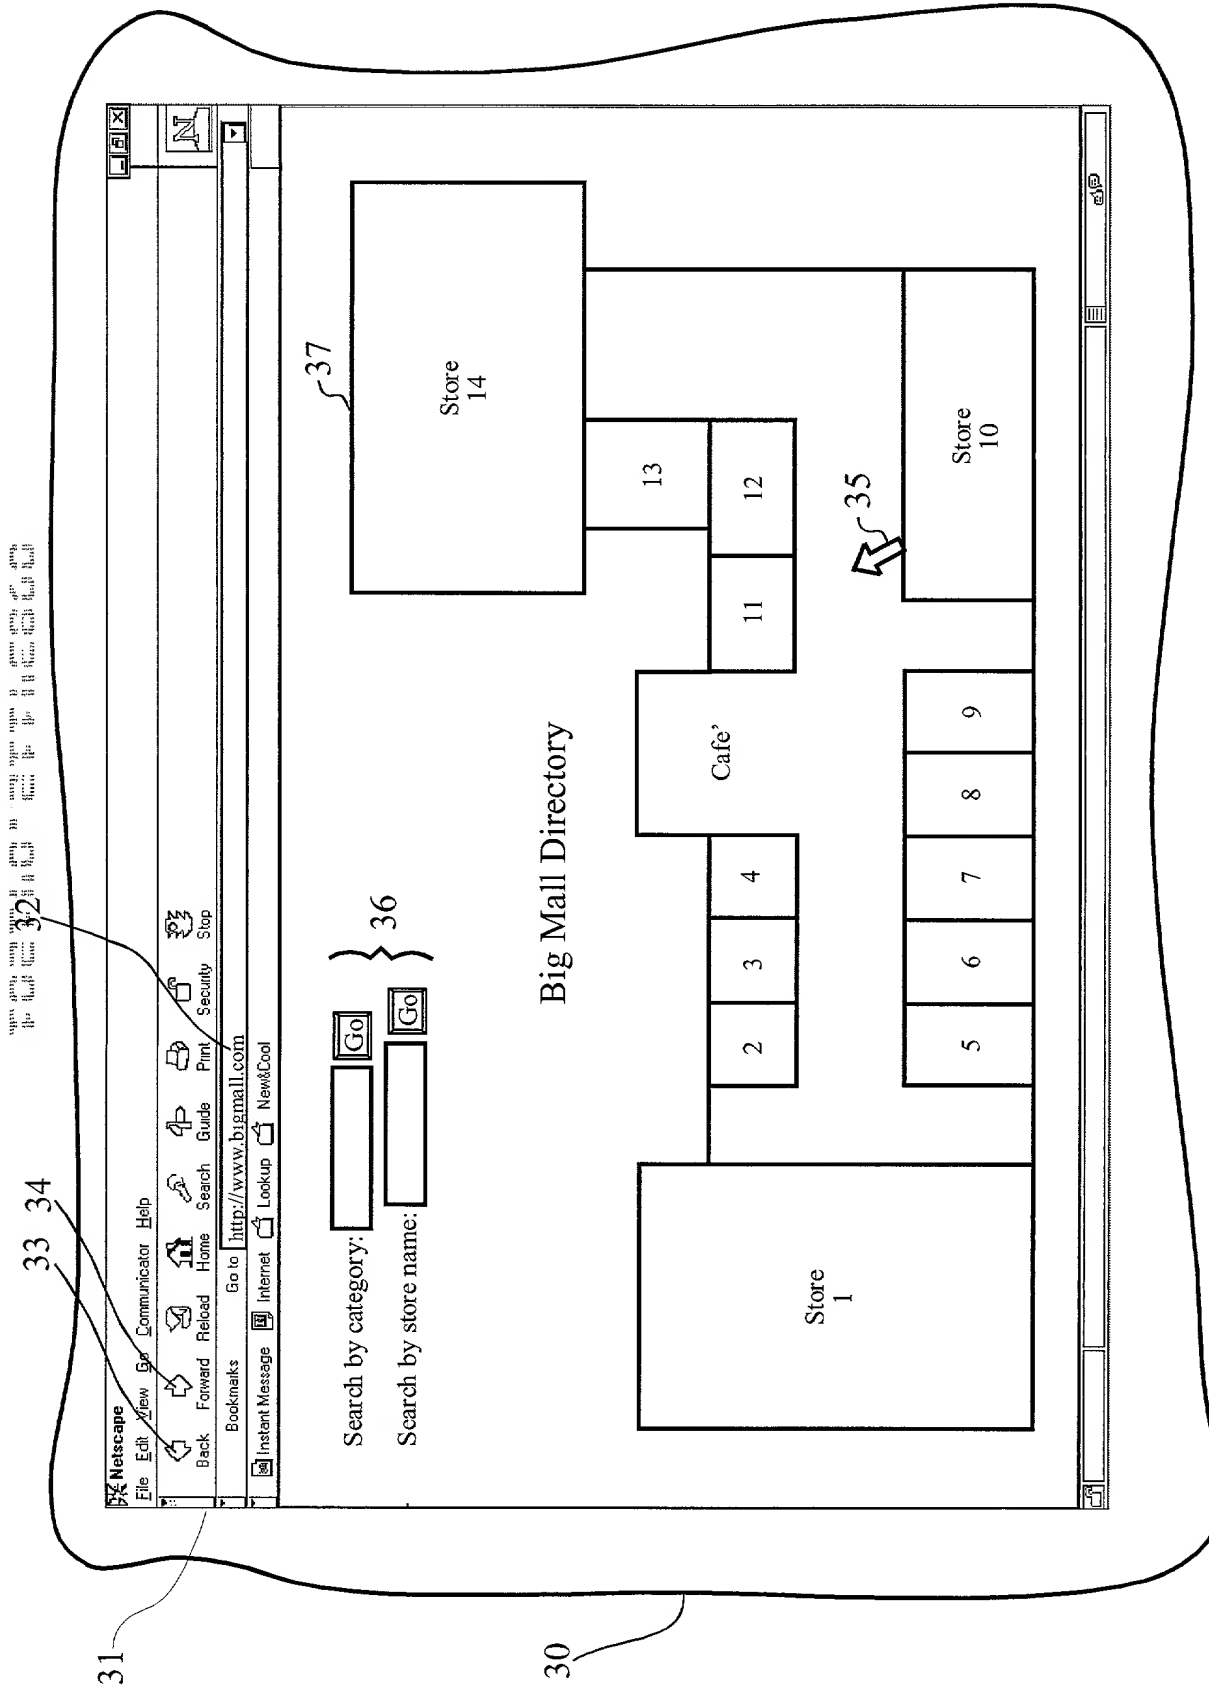 Netscape
File Edit View Go Communicator Help
Back Forward Reload Home Search Guide Print Security Stop
N
Bookmarks Go to http://www.bigmall.com
Instant Message Internet Lookup New&Cool
Search by category: Go
Search by store name: Go
Big Mall Directory
Store
14
13
2 3 4 Cafe' 11 12
Store
1
5 6 7 8 9
Store
10
30
31
32
33
34
35
36
37